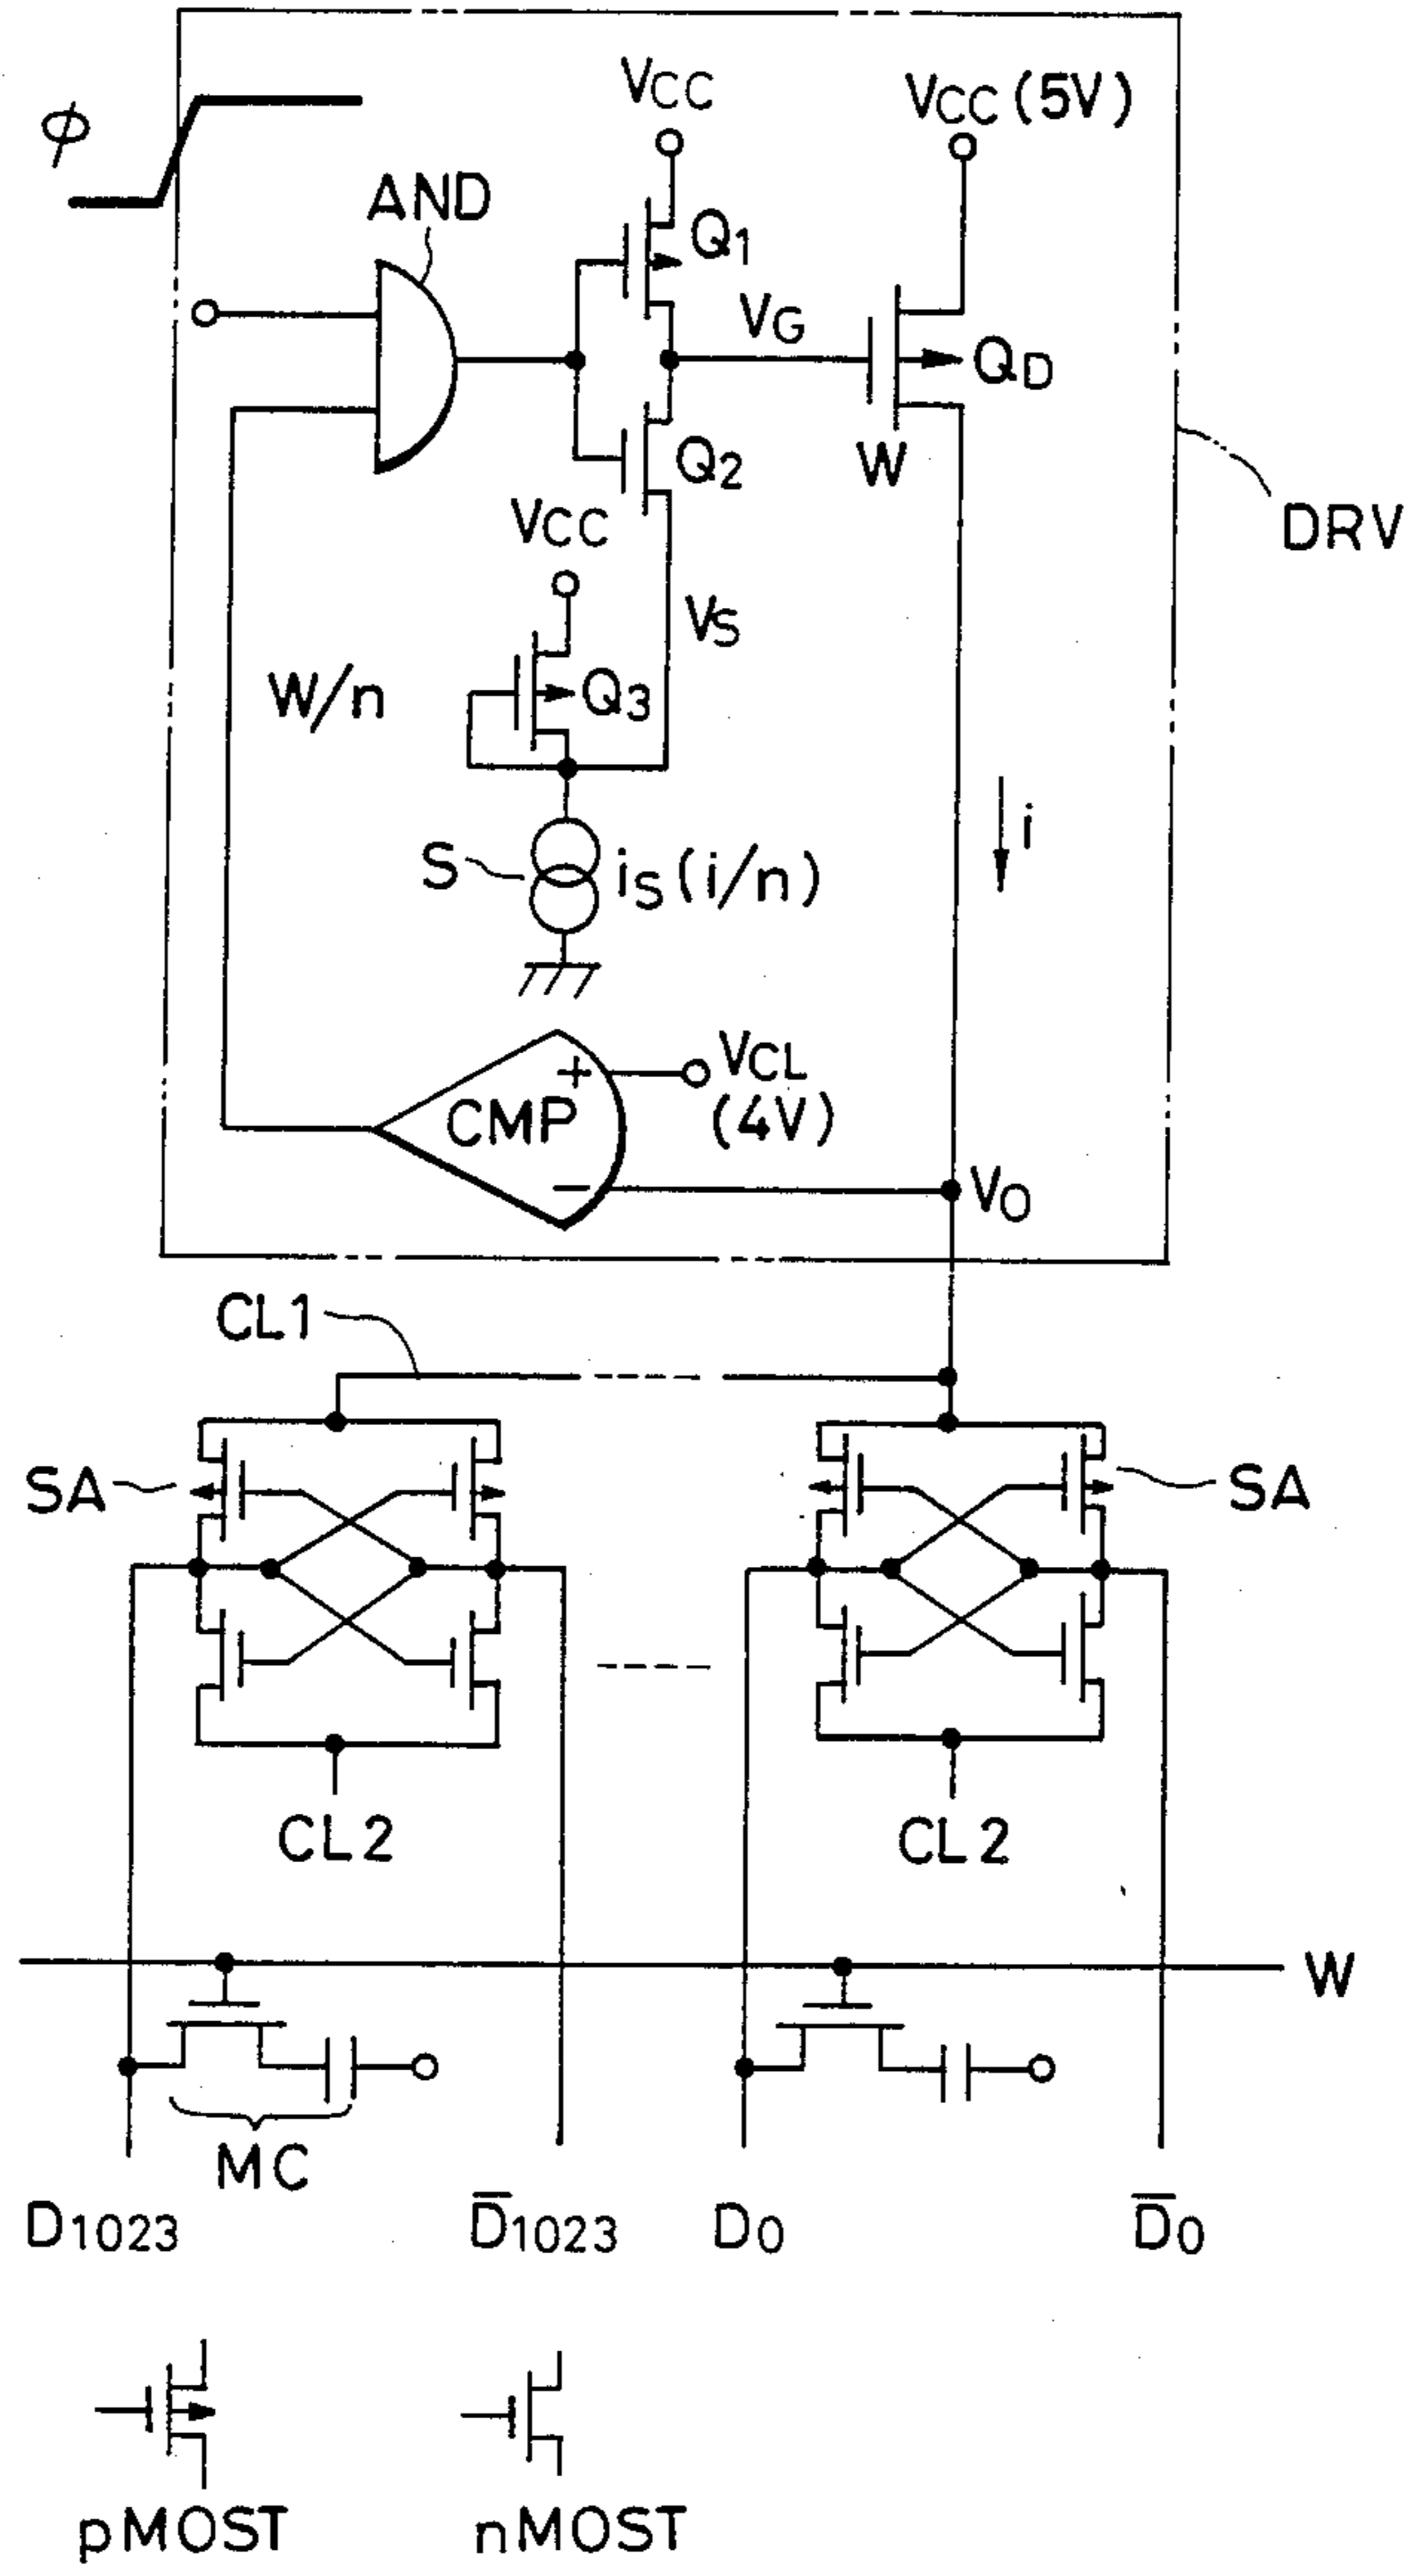 VCC
VCC (5V)
ϕ
AND
Q1
VG
QD
Q2
W
VCC
DRV
VS
W/n
Q3
i
S
iS (i/n)
+
VCL
CMP
(4V)
−
VO
CL1
SA
SA
CL2
CL2
W
MC
D1023
D̅1023
D0
D̅0
pMOST
nMOST